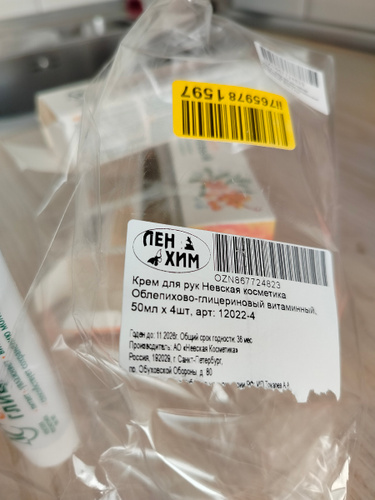 ii765978 1597
ЛЕН
ХИМ
OZN867724823
Крем для рук Невская косметика
Облепихово-глицериновый витаминный,
50мл х 4шт, арт: 12022-4
Годен до: 11.2026г. Общий срок годности: 36 мес.
Производитель: АО «Невская Косметика»
Россия, 192029, г. Санкт-Петербург,
пр. Обуховской Обороны д. 80